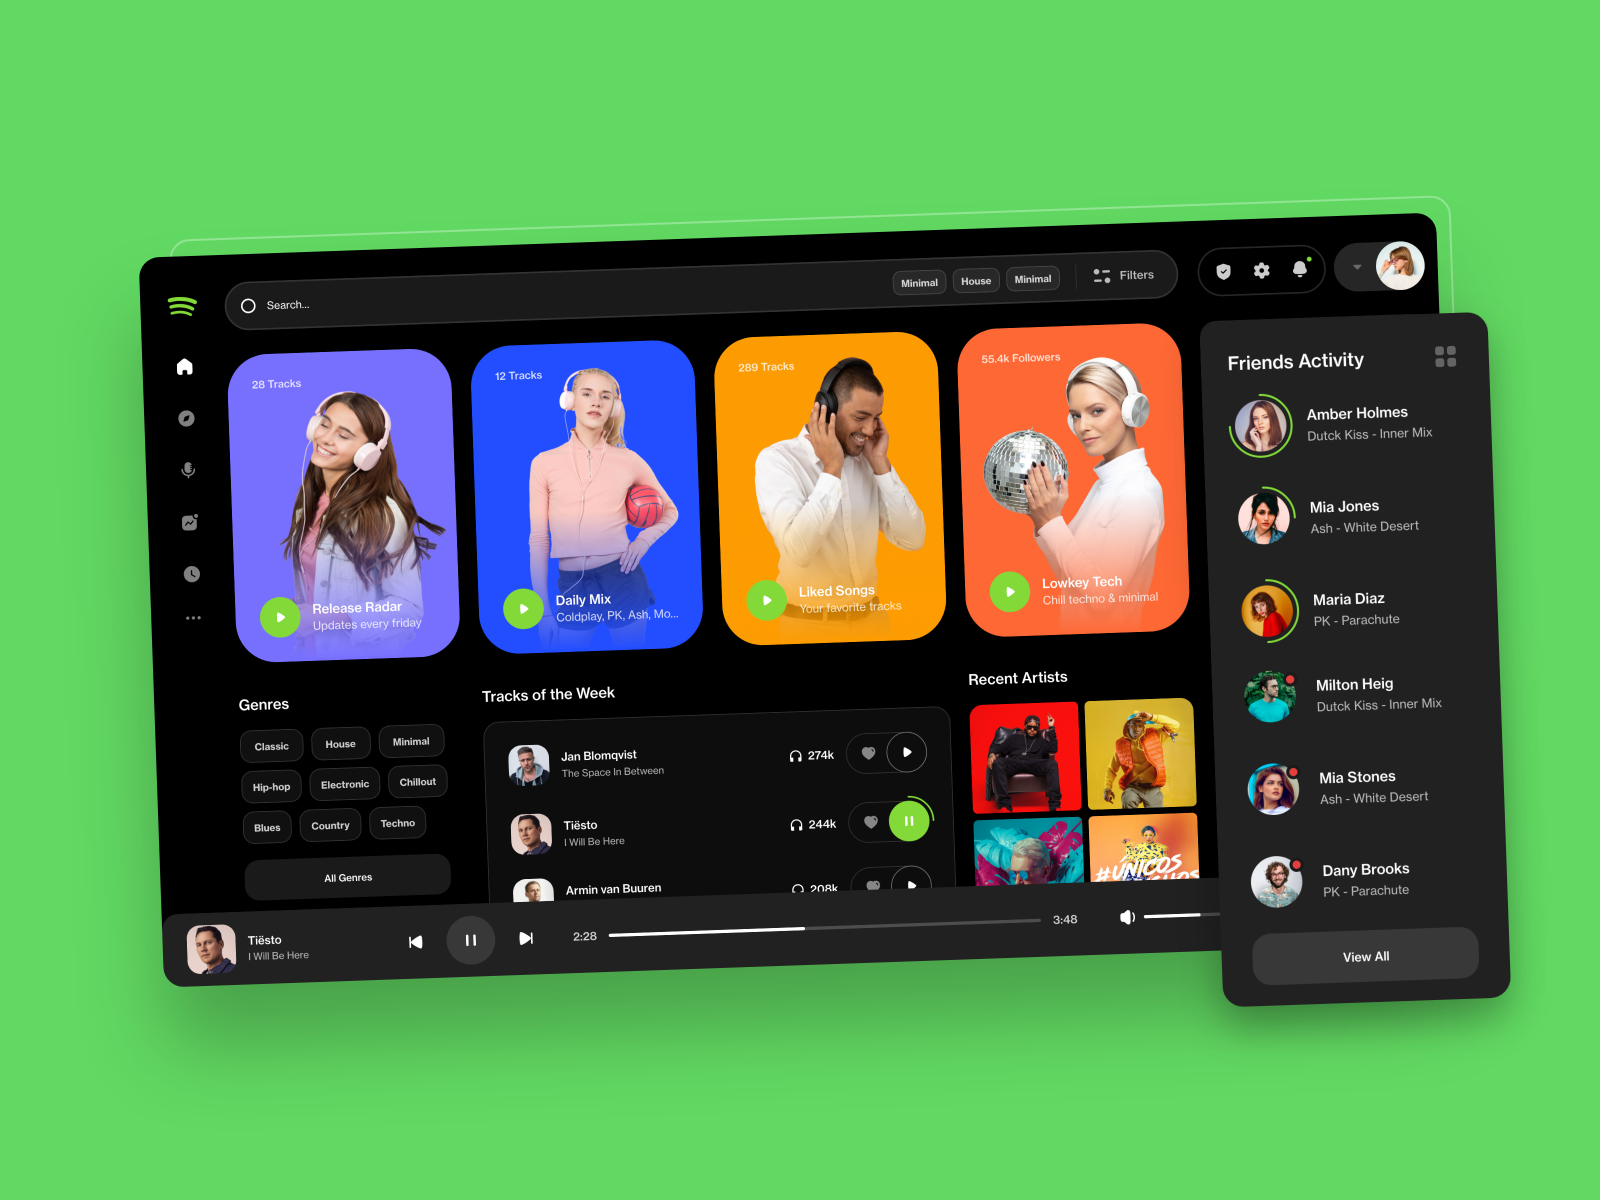 Search...
Minimal
House
Minimal
Filters
28 Tracks
Release Radar
Updates every friday
12 Tracks
Daily Mix
Coldplay, PK, Ash, Mo...
289 Tracks
Liked Songs
Your favorite tracks
55.4k Followers
Lowkey Tech
Chill techno & minimal
Genres
Classic
House
Minimal
Hip-hop
Electronic
Chillout
Blues
Country
Techno
All Genres
Tracks of the Week
Jan Blomqvist
The Space In Between
274k
Tiësto
I Will Be Here
244k
Armin van Buuren
208k
Recent Artists
#ÚNICOS
Friends Activity
Amber Holmes
Dutck Kiss - Inner Mix
Mia Jones
Ash - White Desert
Maria Diaz
PK - Parachute
Milton Heig
Dutck Kiss - Inner Mix
Mia Stones
Ash - White Desert
Dany Brooks
PK - Parachute
View All
Tiësto
I Will Be Here
2:28
3:48